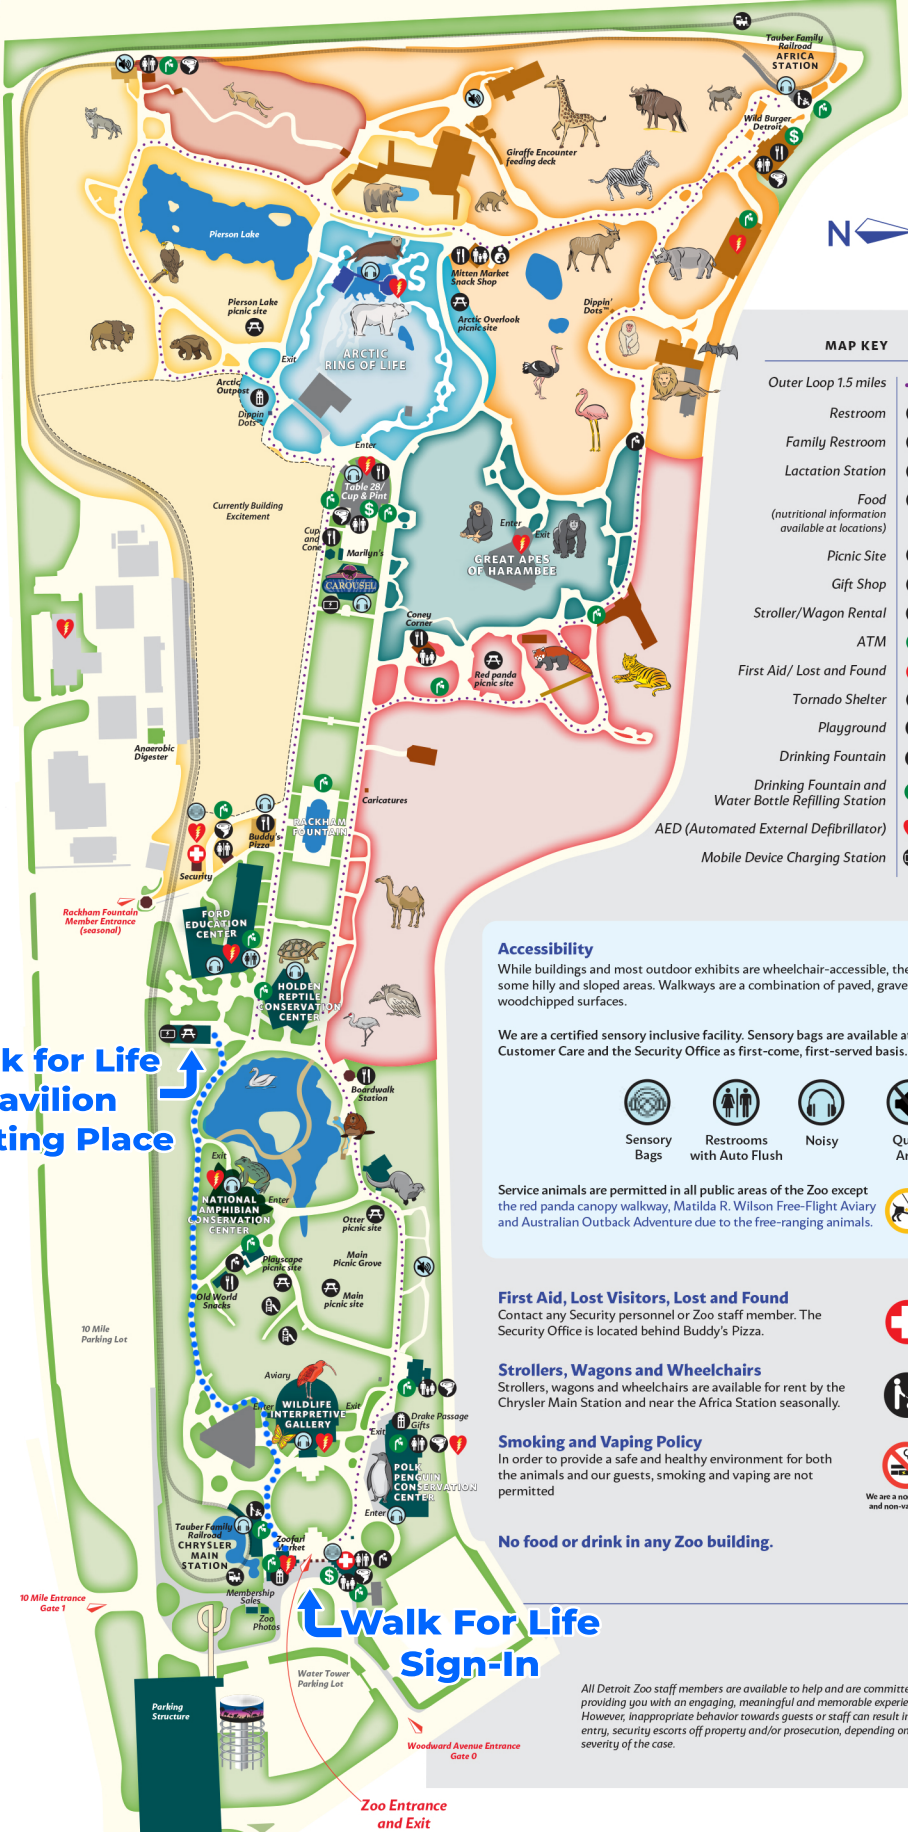 Tauber Family
Railroad
AFRICA
STATION
Wild Burger
Detroit
Giraffe Encounter
feeding deck
N
Pierson Lake
Mitten Market
Snack Shop
Pierson Lake
picnic site
Arctic Overlook
picnic site
Dippin'
Dots™
MAP KEY
Exit
ARCTIC
RING OF LIFE
Outer Loop 1.5 miles
Arctic
Outpost
Dippin
Dots™
Restroom
Family Restroom
Enter
Lactation Station
Table 28/
Cup & Pint
Food
(nutritional information
available at locations)
Currently Building
Excitement
Cup
and
Cone
Marilyn's
Enter
Exit
GREAT APES
OF HARAMBEE
Picnic Site
CAROUSEL
Gift Shop
Coney
Corner
Stroller/Wagon Rental
ATM
Red panda
picnic site
First Aid/ Lost and Found
Tornado Shelter
Playground
Anaerobic
Digester
Drinking Fountain
Caricatures
Drinking Fountain and
Water Bottle Refilling Station
RACKHAM
FOUNTAIN
AED (Automated External Defibrillator)
Buddy's
Pizza
Mobile Device Charging Station
Security
Rackham Fountain
Member Entrance
(seasonal)
FORD
EDUCATION
CENTER
Accessibility
While buildings and most outdoor exhibits are wheelchair-accessible, the
some hilly and sloped areas. Walkways are a combination of paved, grave
woodchipped surfaces.
HOLDEN
REPTILE
CONSERVATION
CENTER
We are a certified sensory inclusive facility. Sensory bags are available at
Customer Care and the Security Office as first-come, first-served basis.
k for Life
avilion
ting Place
Boardwalk
Station
Sensory
Bags
Restrooms
with Auto Flush
Noisy
Qu
Ar
Exit
NATIONAL
AMPHIBIAN
CONSERVATION
CENTER
Enter
Service animals are permitted in all public areas of the Zoo except
the red panda canopy walkway, Matilda R. Wilson Free-Flight Aviary
and Australian Outback Adventure due to the free-ranging animals.
Otter
picnic site
Playscape
picnic site
Main
Picnic Grove
Old World
Snacks
Main
picnic site
First Aid, Lost Visitors, Lost and Found
Contact any Security personnel or Zoo staff member. The
Security Office is located behind Buddy's Pizza.
10 Mile
Parking Lot
Strollers, Wagons and Wheelchairs
Strollers, wagons and wheelchairs are available for rent by the
Chrysler Main Station and near the Africa Station seasonally.
Aviary
Enter
WILDLIFE
INTERPRETIVE
GALLERY
Exit
Drake Passage
Gifts
Exit
Smoking and Vaping Policy
In order to provide a safe and healthy environment for both
the animals and our guests, smoking and vaping are not
permitted
We are a no
and non-va
POLK
PENGUIN
CONSERVATION
CENTER
Enter
No food or drink in any Zoo building.
Tauber Family
Railroad
CHRYSLER
MAIN
STATION
Zoofari
Market
Membership
Sales
Zoo
Photos
10 Mile Entrance
Gate 1
Walk For Life
Sign-In
Water Tower
Parking Lot
Parking
Structure
All Detroit Zoo staff members are available to help and are committe
providing you with an engaging, meaningful and memorable experie
However, inappropriate behavior towards guests or staff can result in
entry, security escorts off property and/or prosecution, depending on
severity of the case.
Woodward Avenue Entrance
Gate 0
Zoo Entrance
and Exit